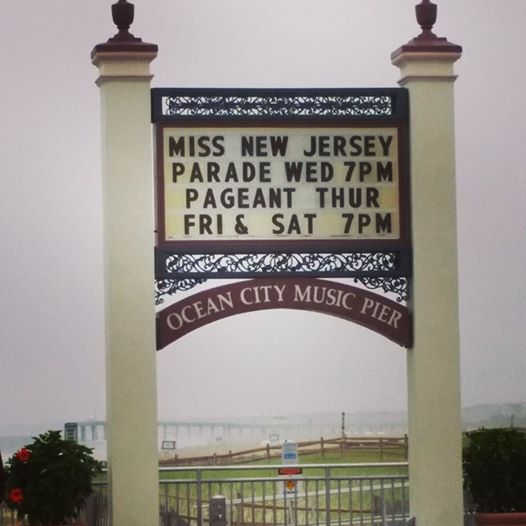 MISS NEW JERSEY
PARADE WED 7PM
PAGEANT THUR
FRI & SAT 7PM
OCEAN CITY MUSIC PIER